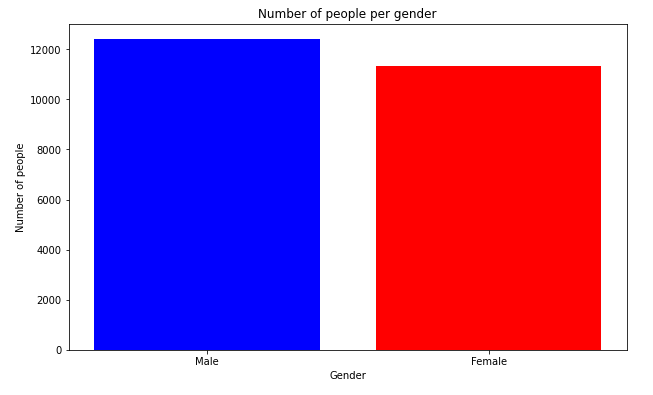 Number of people per gender
12000
10000
8000
6000
4000
2000
0
Number of people
Male Female
Gender